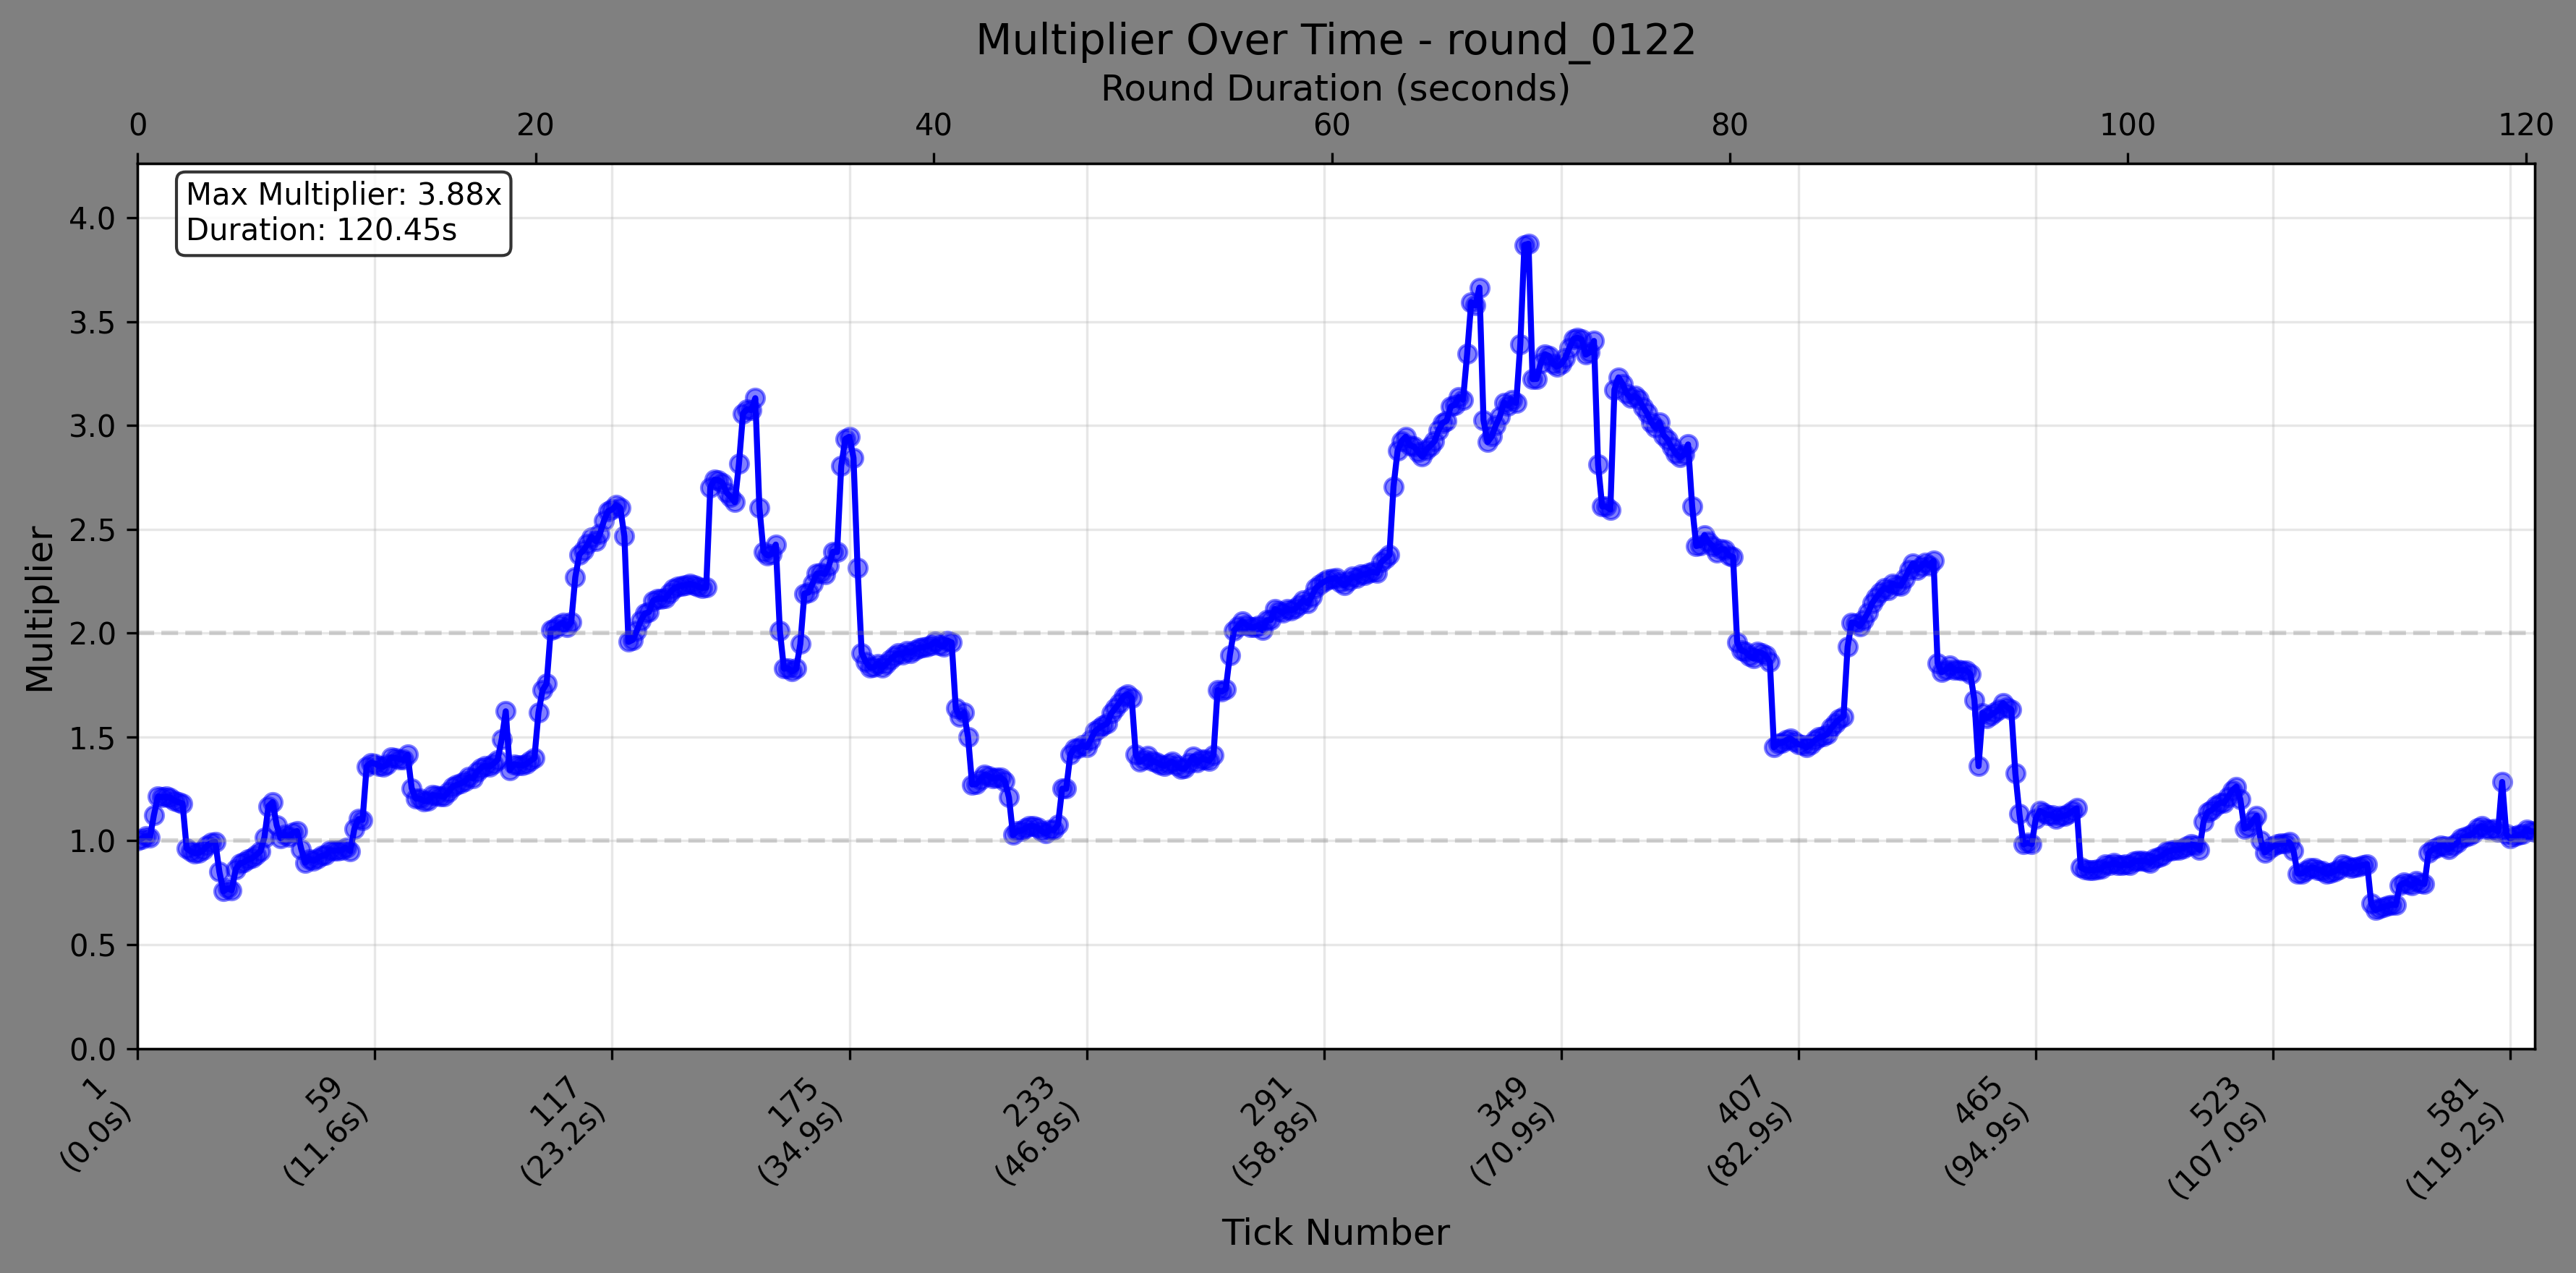 Multiplier Over Time - round_0122
Round Duration (seconds)
0 20 40 60 80 100 120
Max Multiplier: 3.88x
Duration: 120.45s
Multiplier
4.0
3.5
3.0
2.5
2.0
1.5
1.0
0.5
0.0
1
(0.0s)
59
(11.6s)
117
(23.2s)
175
(34.9s)
233
(46.8s)
291
(58.8s)
349
(70.9s)
407
(82.9s)
465
(94.9s)
523
(107.0s)
581
(119.2s)
Tick Number